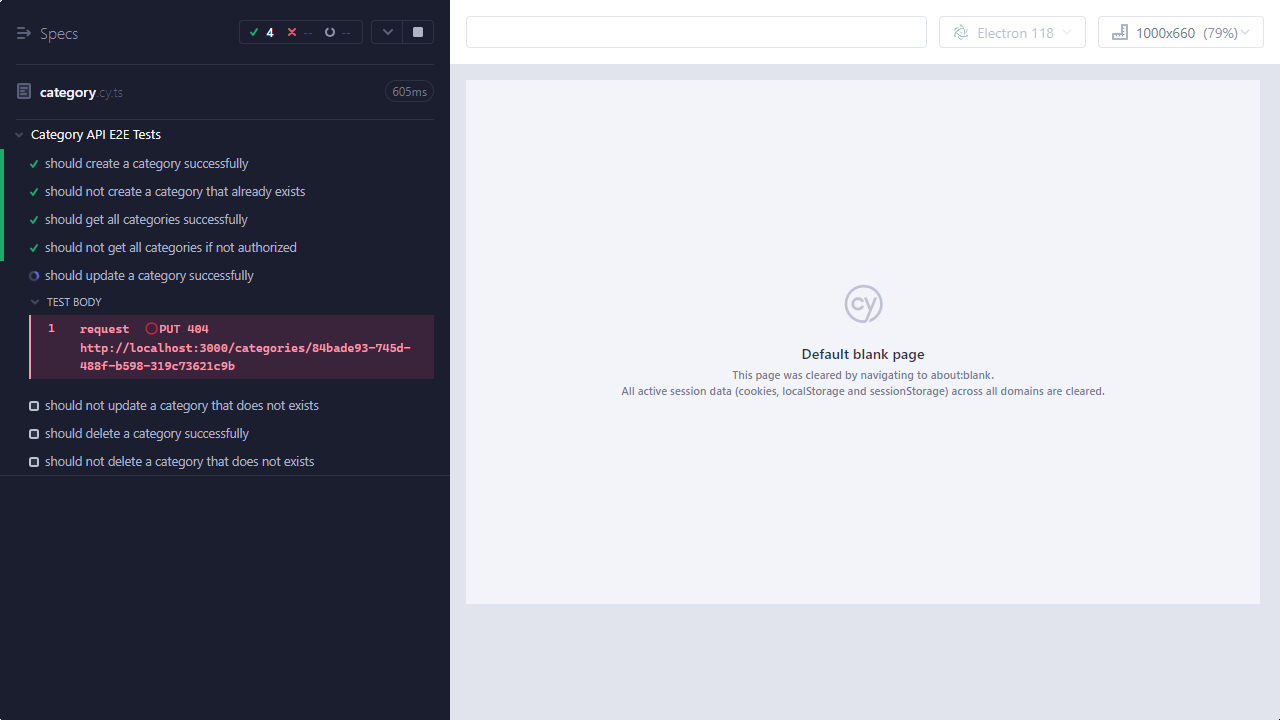 Specs
4 -- --
category.cy.ts
605ms
Category API E2E Tests
should create a category successfully
should not create a category that already exists
should get all categories successfully
should not get all categories if not authorized
should update a category successfully
TEST BODY
1 request PUT 404
http://localhost:3000/categories/84bade93-745d-
488f-b598-319c73621c9b
should not update a category that does not exists
should delete a category successfully
should not delete a category that does not exists
Electron 118
1000x660 (79%)
cy
Default blank page
This page was cleared by navigating to about:blank.
All active session data (cookies, localStorage and sessionStorage) across all domains are cleared.